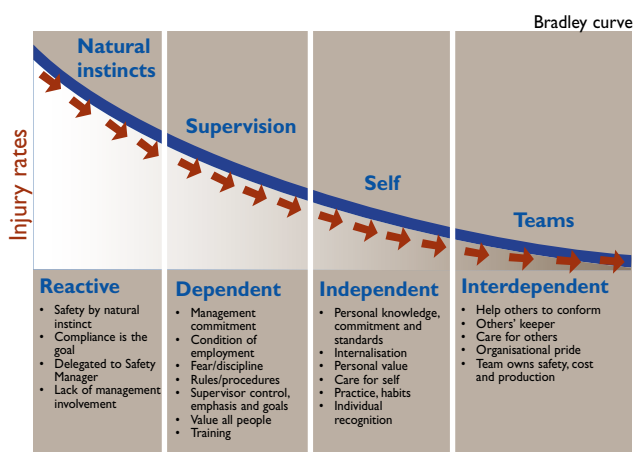 Bradley curve
Natural
instincts
Supervision
Self
Teams
Injury rates
Reactive
• Safety by natural
instinct
• Compliance is the
goal
• Delegated to Safety
Manager
• Lack of management
involvement
Dependent
• Management
commitment
• Condition of
employment
• Fear/discipline
• Rules/procedures
• Supervisor control,
emphasis and goals
• Value all people
• Training
Independent
• Personal knowledge,
commitment and
standards
• Internalisation
• Personal value
• Care for self
• Practice, habits
• Individual
recognition
Interdependent
• Help others to conform
• Others' keeper
• Care for others
• Organisational pride
• Team owns safety, cost
and production